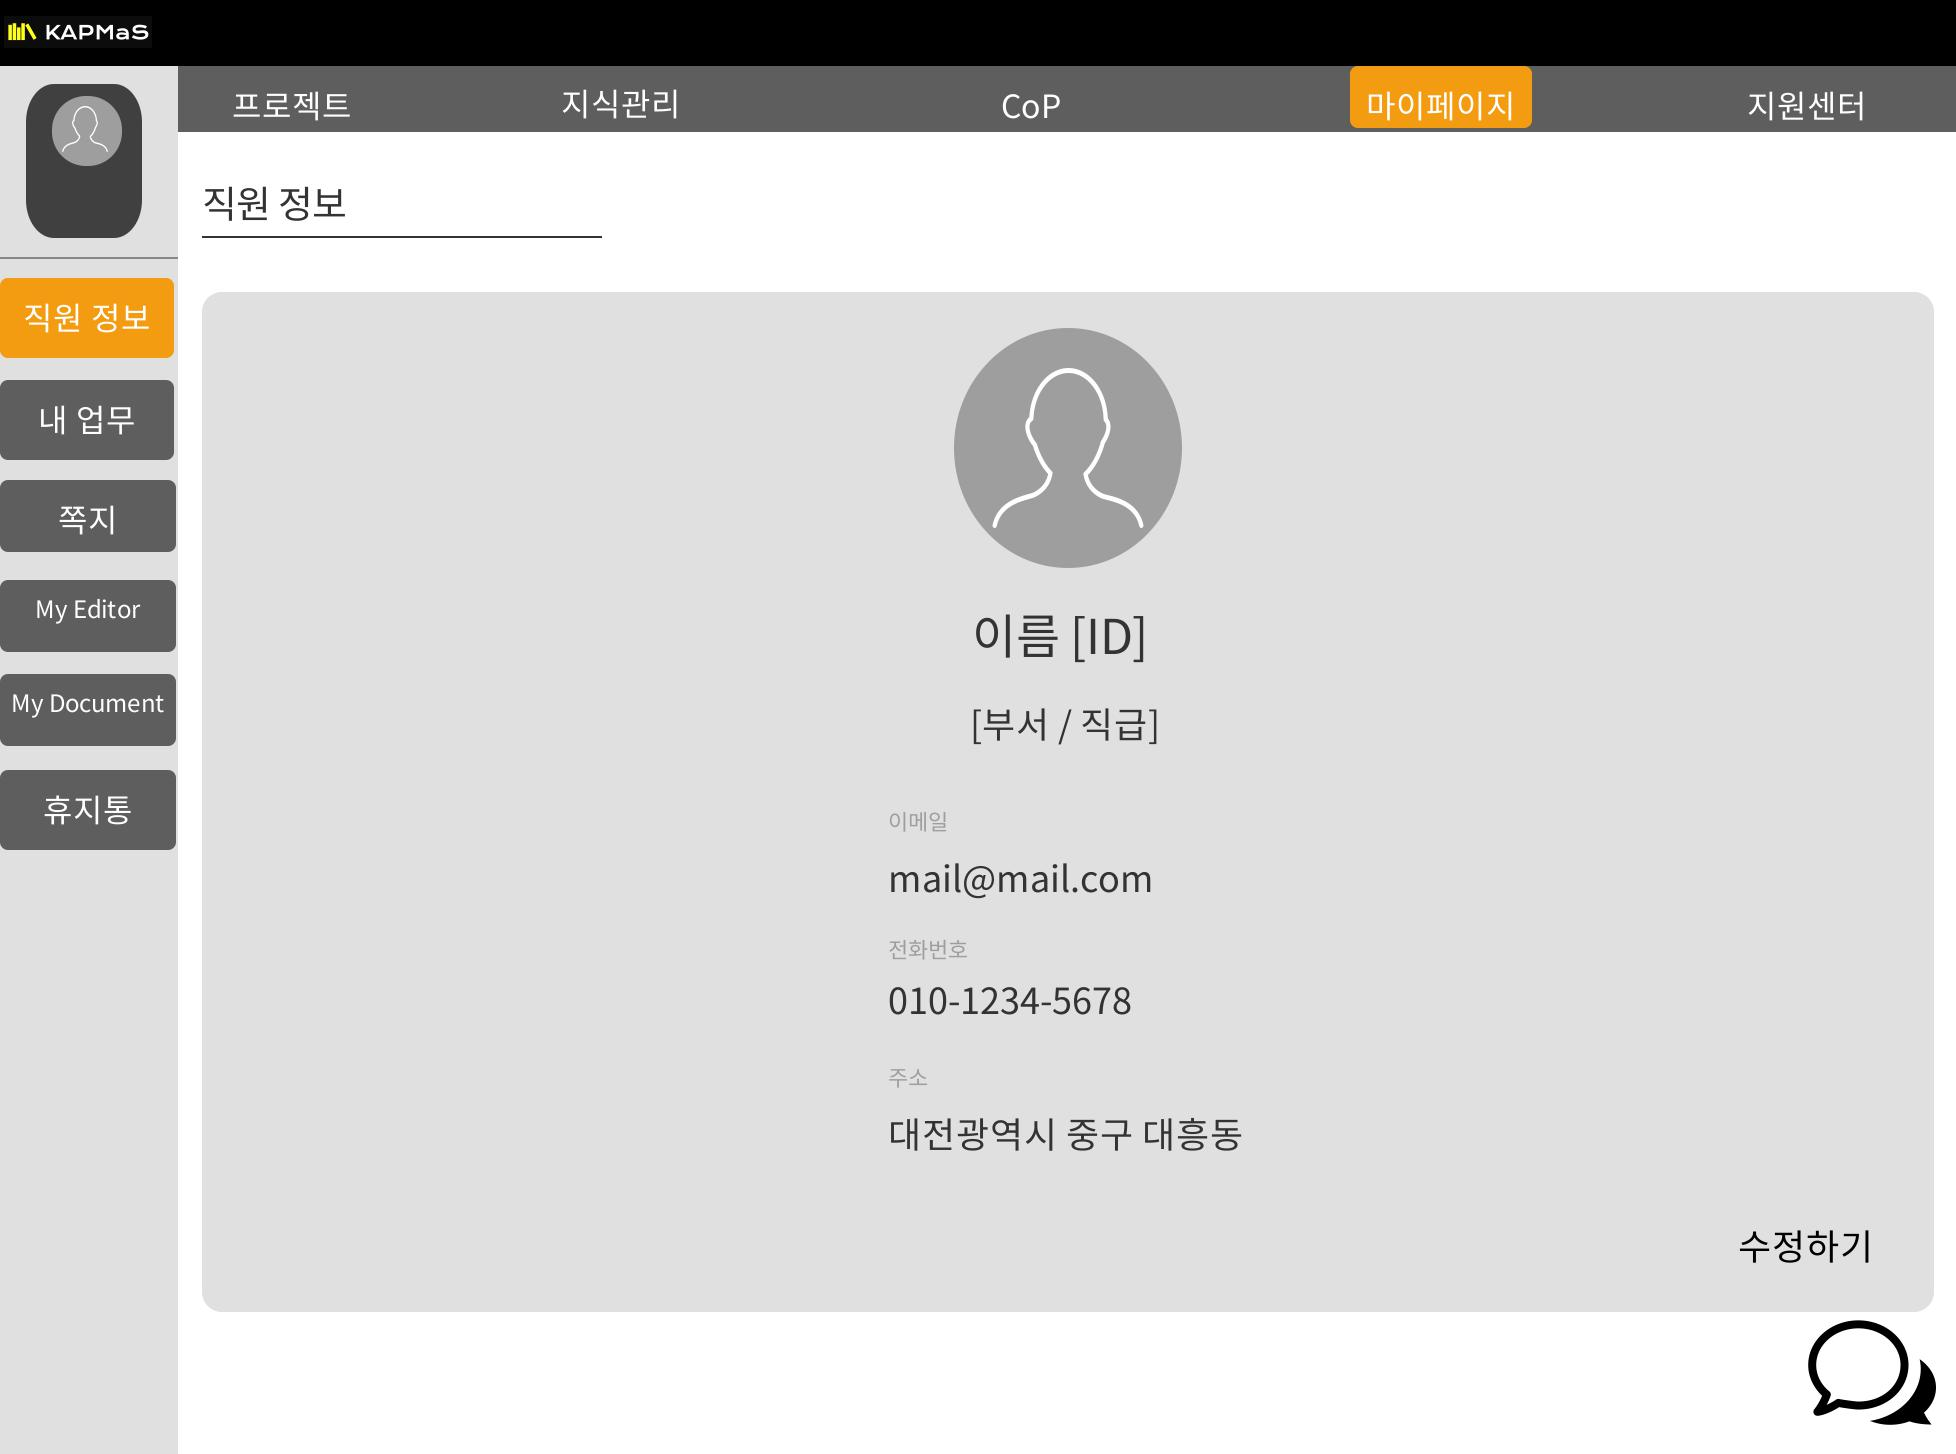 KAPMaS
프로젝트
지식관리
CoP
마이페이지
지원센터
직원 정보
직원 정보
내 업무
쪽지
My Editor
My Document
휴지통
이름 [ID]
[부서 / 직급]
이메일
mail@mail.com
전화번호
010-1234-5678
주소
대전광역시 중구 대흥동
수정하기